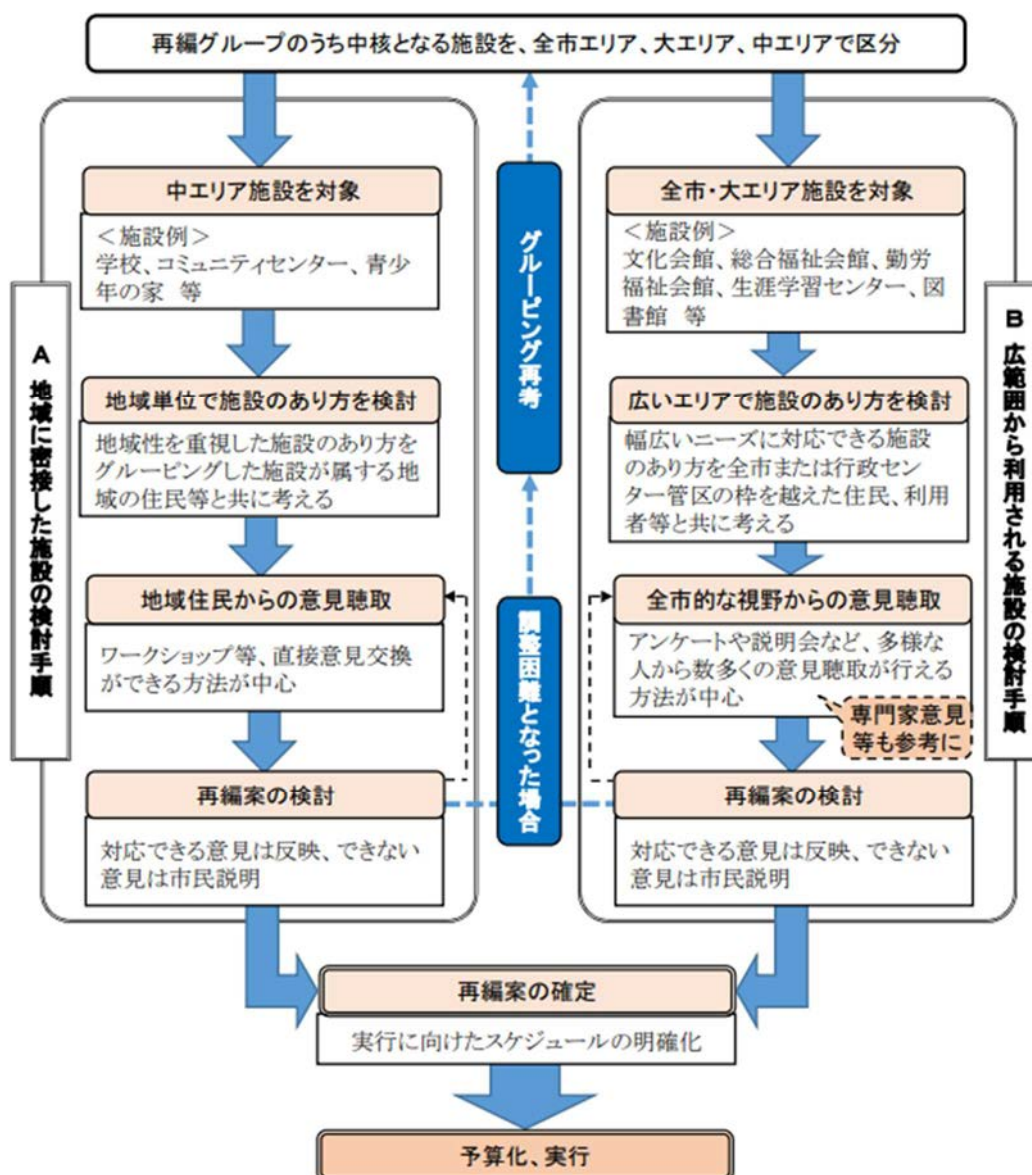 再編グループのうち中核となる施設を、全市エリア、大エリア、中エリアで区分
A 地域に密接した施設の検討手順
中エリア施設を対象
＜施設例＞
学校、コミュニティセンター、青少
年の家 等
地域単位で施設のあり方を検討
地域性を重視した施設のあり方を
グルーピングした施設が属する地
域の住民等と共に考える
地域住民からの意見聴取
ワークショップ等、直接意見交換
ができる方法が中心
再編案の検討
対応できる意見は反映、できない
意見は市民説明
グルーピング再考
調整困難となった場合
B 広範囲から利用される施設の検討手順
全市・大エリア施設を対象
＜施設例＞
文化会館、総合福祉会館、勤労
福祉会館、生涯学習センター、図
書館 等
広いエリアで施設のあり方を検討
幅広いニーズに対応できる施設
のあり方を全市または行政セン
ター管区の枠を越えた住民、利用
者等と共に考える
全市的な視野からの意見聴取
アンケートや説明会など、多様な
人から数多くの意見聴取が行える
方法が中心
専門家意見
等も参考に
再編案の検討
対応できる意見は反映、できない
意見は市民説明
再編案の確定
実行に向けたスケジュールの明確化
予算化、実行